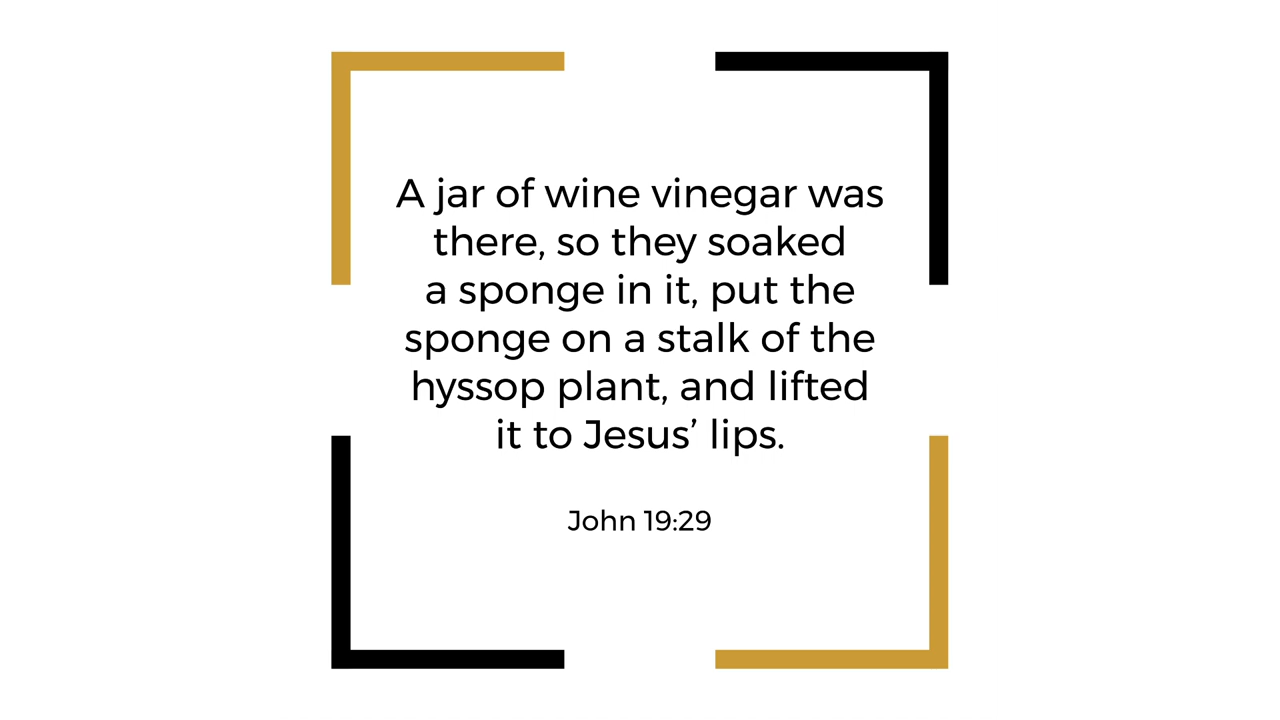 A jar of wine vinegar was
there, so they soaked
a sponge in it, put the
sponge on a stalk of the
hyssop plant, and lifted
it to Jesus’ lips.
John 19:29